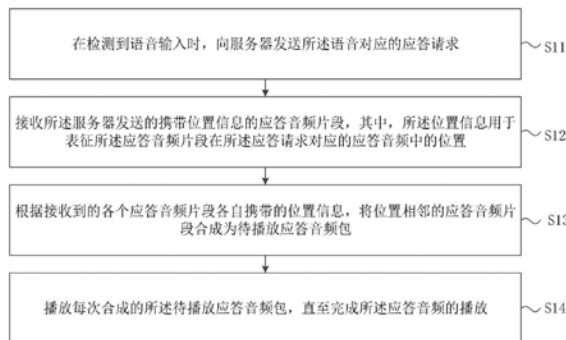 在检测到语音输入时，向服务器发送所述语音对应的应答请求
S11
接收所述服务器发送的携带位置信息的应答音频片段，其中，所述位置信息用于
表征所述应答音频片段在所述应答请求对应的应答音频中的位置
S12
根据接收到的各个应答音频片段各自携带的位置信息，将位置相邻的应答音频片
段合成为待播放应答音频包
S13
播放每次合成的所述待播放应答音频包，直至完成所述应答音频的播放
S14